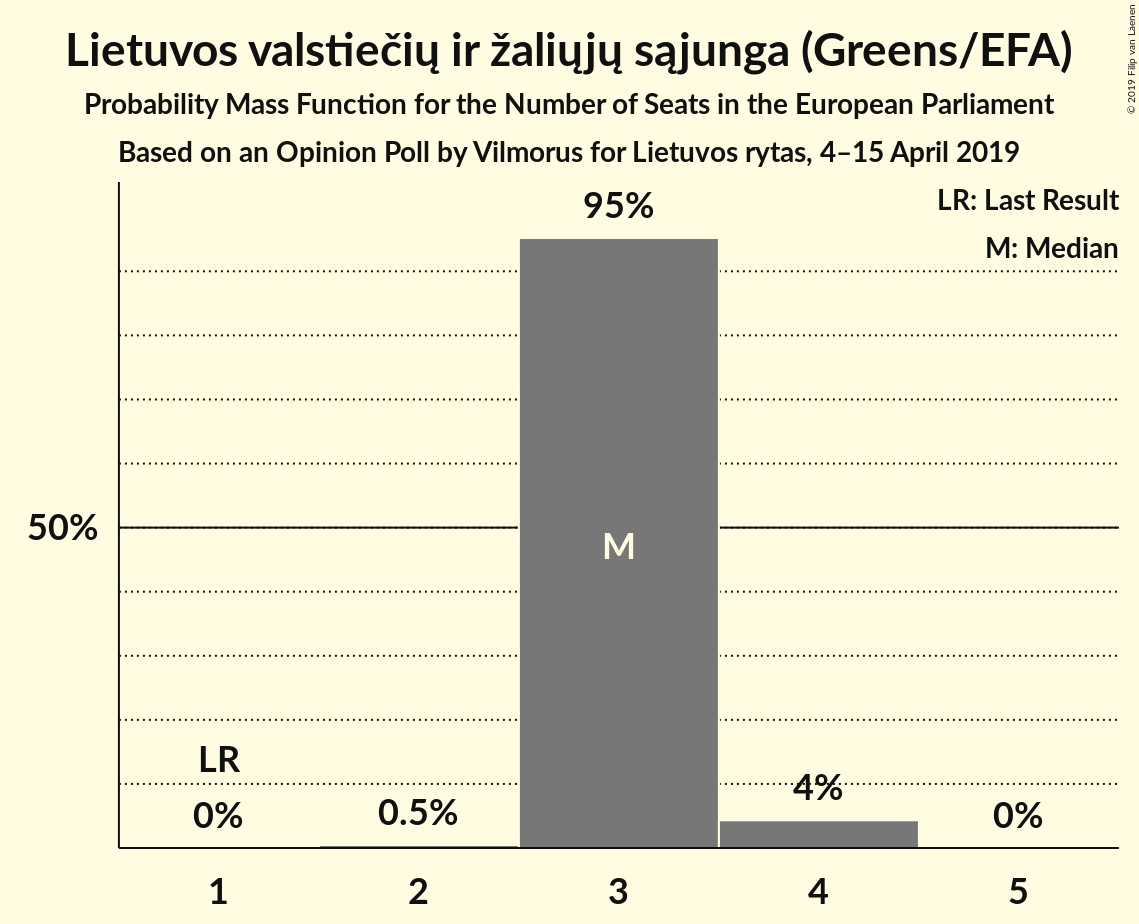 Lietuvos valstiečių ir žaliųjų sąjunga (Greens/EFA)
Probability Mass Function for the Number of Seats in the European Parliament
Based on an Opinion Poll by Vilmorus for Lietuvos rytas, 4–15 April 2019
© 2019 Filip van Laenen
LR: Last Result
M: Median
95%
50%
M
LR
0%
0.5%
4%
0%
1
2
3
4
5